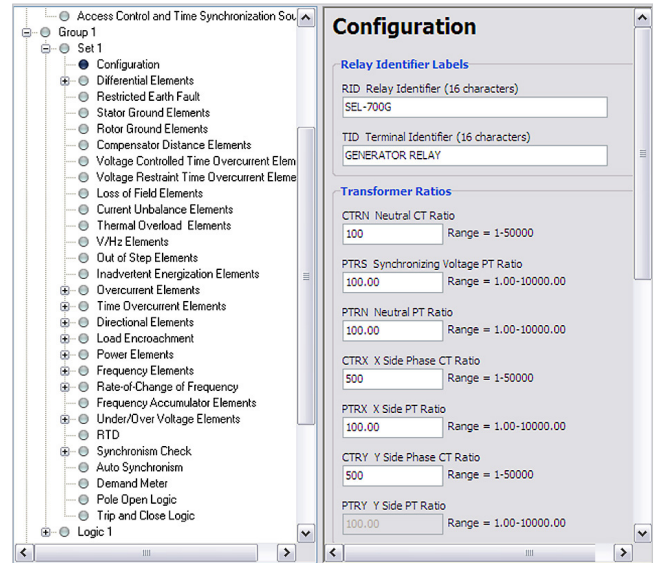 Access Control and Time Synchronization Sou
Group 1
Set 1
Configuration
Differential Elements
Restricted Earth Fault
Stator Ground Elements
Rotor Ground Elements
Compensator Distance Elements
Voltage Controlled Time Overcurrent Elem
Voltage Restraint Time Overcurrent Eleme
Loss of Field Elements
Current Unbalance Elements
Thermal Overload Elements
V/Hz Elements
Out of Step Elements
Inadvertent Energization Elements
Overcurrent Elements
Time Overcurrent Elements
Directional Elements
Load Encroachment
Power Elements
Frequency Elements
Rate-of-Change of Frequency
Frequency Accumulator Elements
Under/Over Voltage Elements
RTD
Synchronism Check
Auto Synchronism
Demand Meter
Pole Open Logic
Trip and Close Logic
Logic 1
Configuration
Relay Identifier Labels
RID Relay Identifier (16 characters)
SEL-700G
TID Terminal Identifier (16 characters)
GENERATOR RELAY
Transformer Ratios
CTRN Neutral CT Ratio
100 Range = 1-50000
PTRS Synchronizing Voltage PT Ratio
100.00 Range = 1.00-10000.00
PTRN Neutral PT Ratio
100.00 Range = 1.00-10000.00
CTRX X Side Phase CT Ratio
500 Range = 1-50000
PTRX X Side PT Ratio
100.00 Range = 1.00-10000.00
CTRY Y Side Phase CT Ratio
500 Range = 1-50000
PTRY Y Side PT Ratio
100.00 Range = 1.00-10000.00